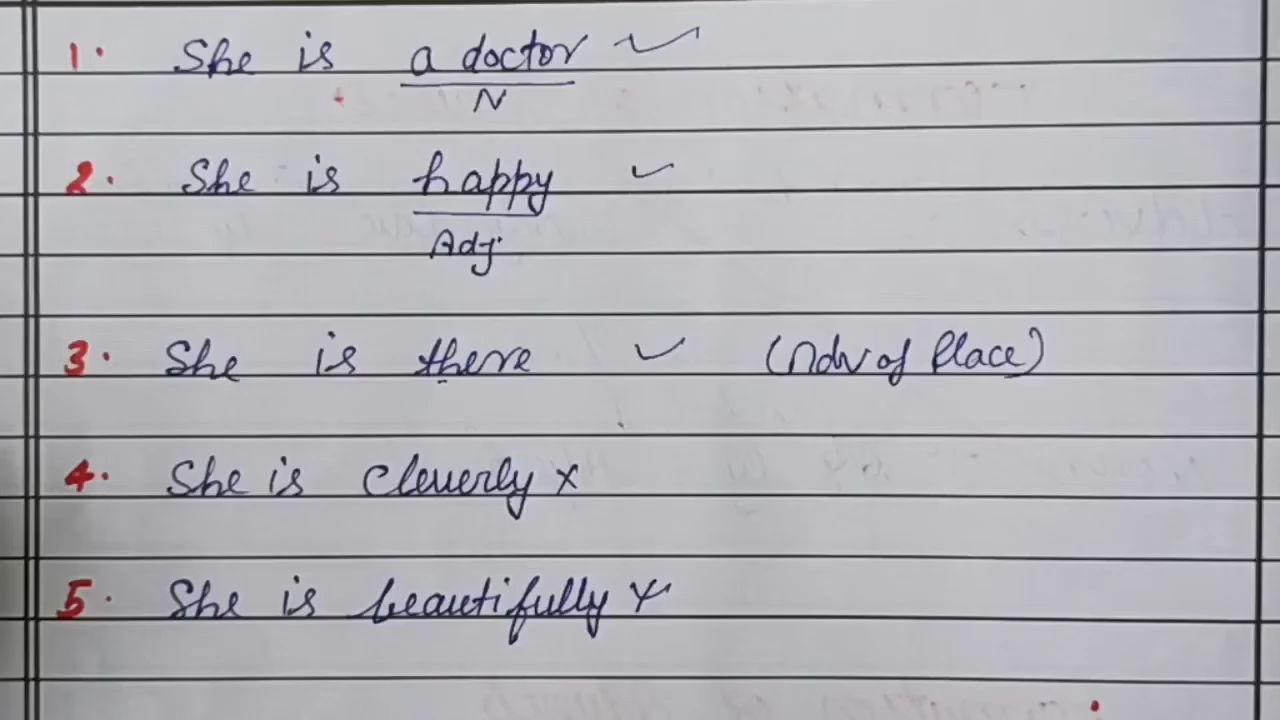 1. She is a doctor ✓
N
2. She is happy ✓
Adj.
3. She is there ✓ (Adv of Place)
4. She is cleverly ×
5. She is beautifully ×